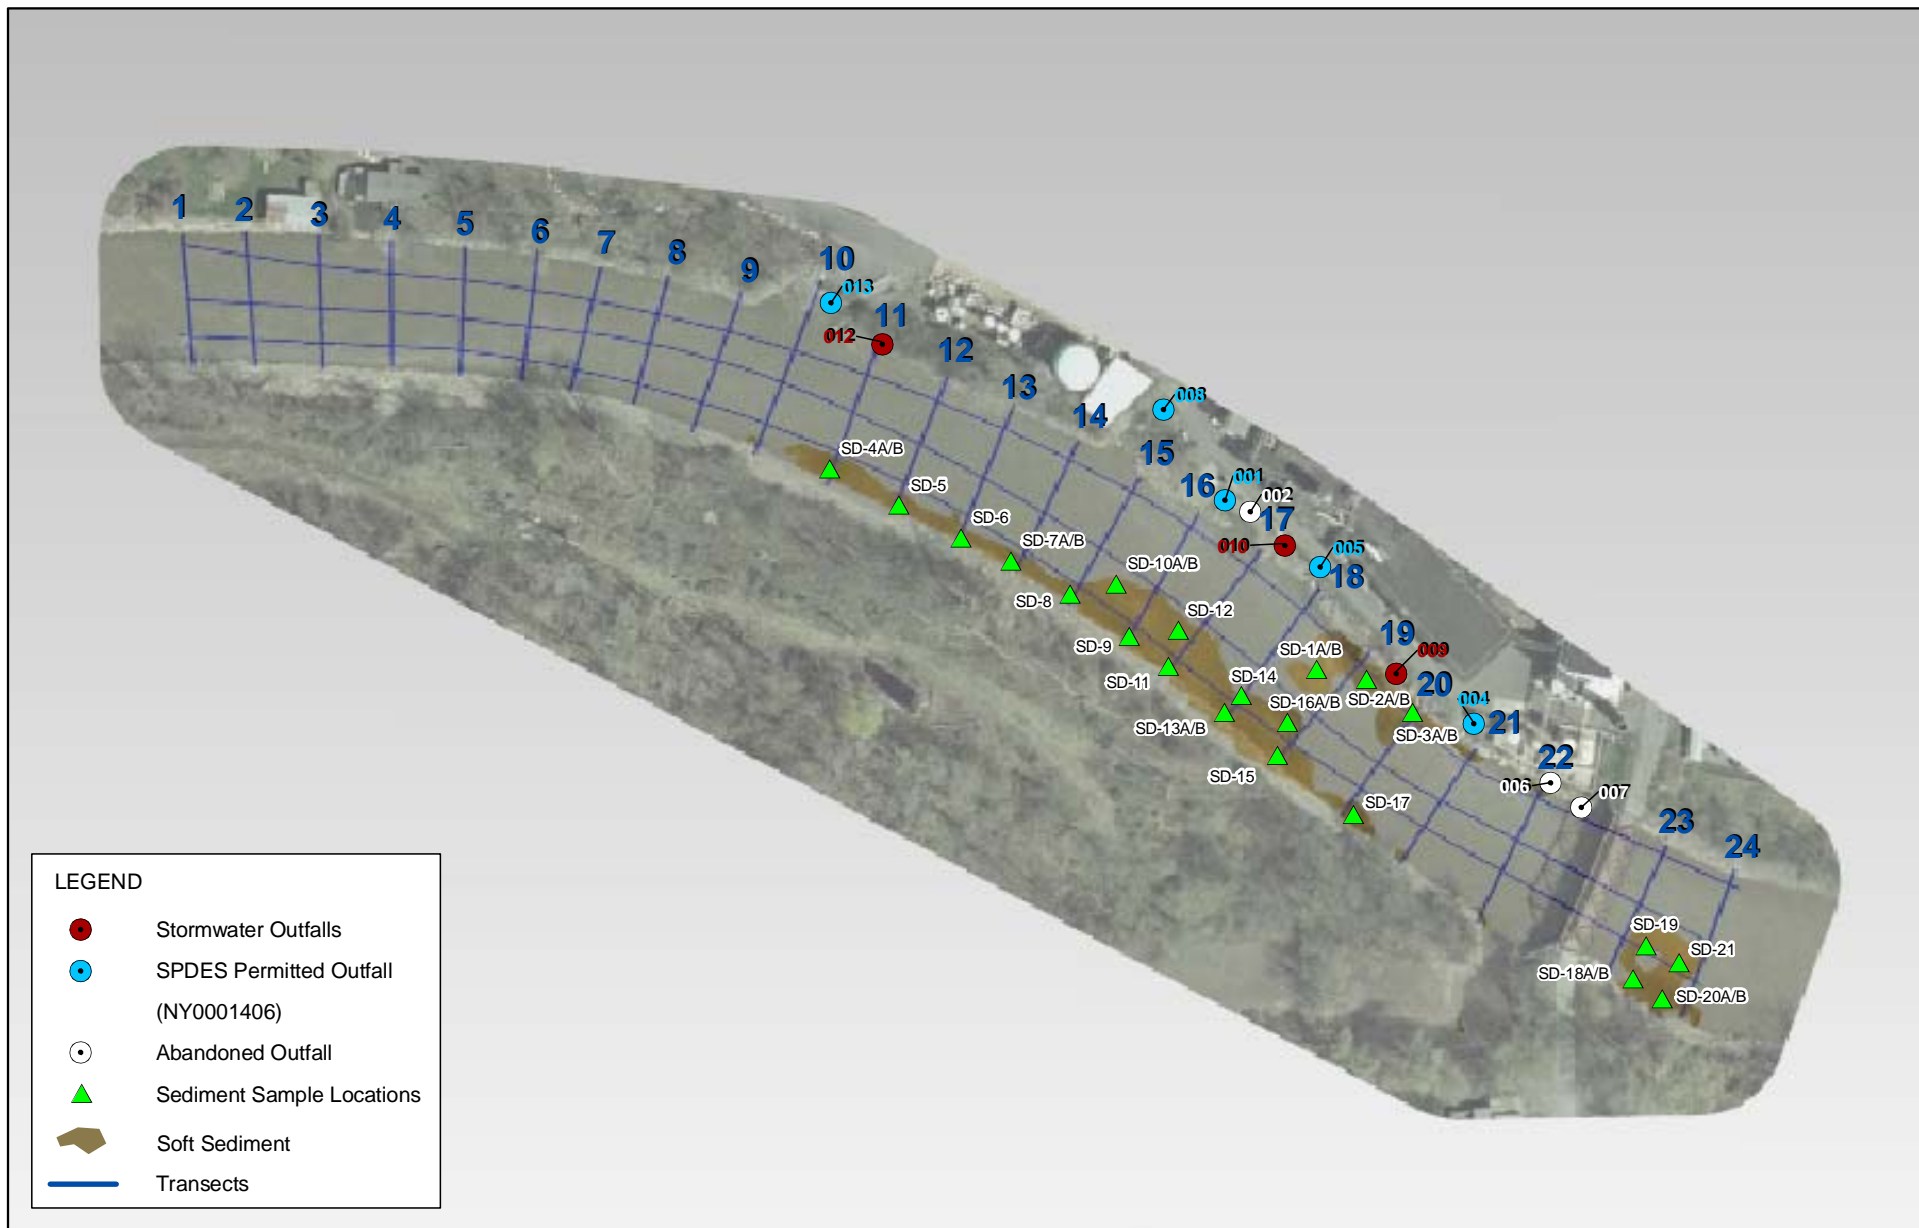 1
2
3
4
5
6
7
8
9
10
013
11
012
12
13
14
008
15
16
001
002
17
010
005
18
SD-4A/B
SD-5
SD-6
SD-7A/B
SD-10A/B
SD-8
SD-12
SD-9
SD-11
SD-1A/B
19
009
SD-14
SD-2A/B
20
004
SD-16A/B
SD-13A/B
SD-3A/B
21
SD-15
22
006
007
SD-17
23
24
SD-19
SD-21
SD-18A/B
SD-20A/B
LEGEND
Stormwater Outfalls
SPDES Permitted Outfall
(NY0001406)
Abandoned Outfall
Sediment Sample Locations
Soft Sediment
Transects